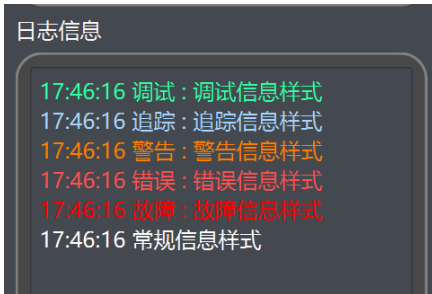 日志信息
17:46:16 调试 : 调试信息样式
17:46:16 追踪 : 追踪信息样式
17:46:16 警告 : 警告信息样式
17:46:16 错误 : 错误信息样式
17:46:16 故障 : 故障信息样式
17:46:16 常规信息样式